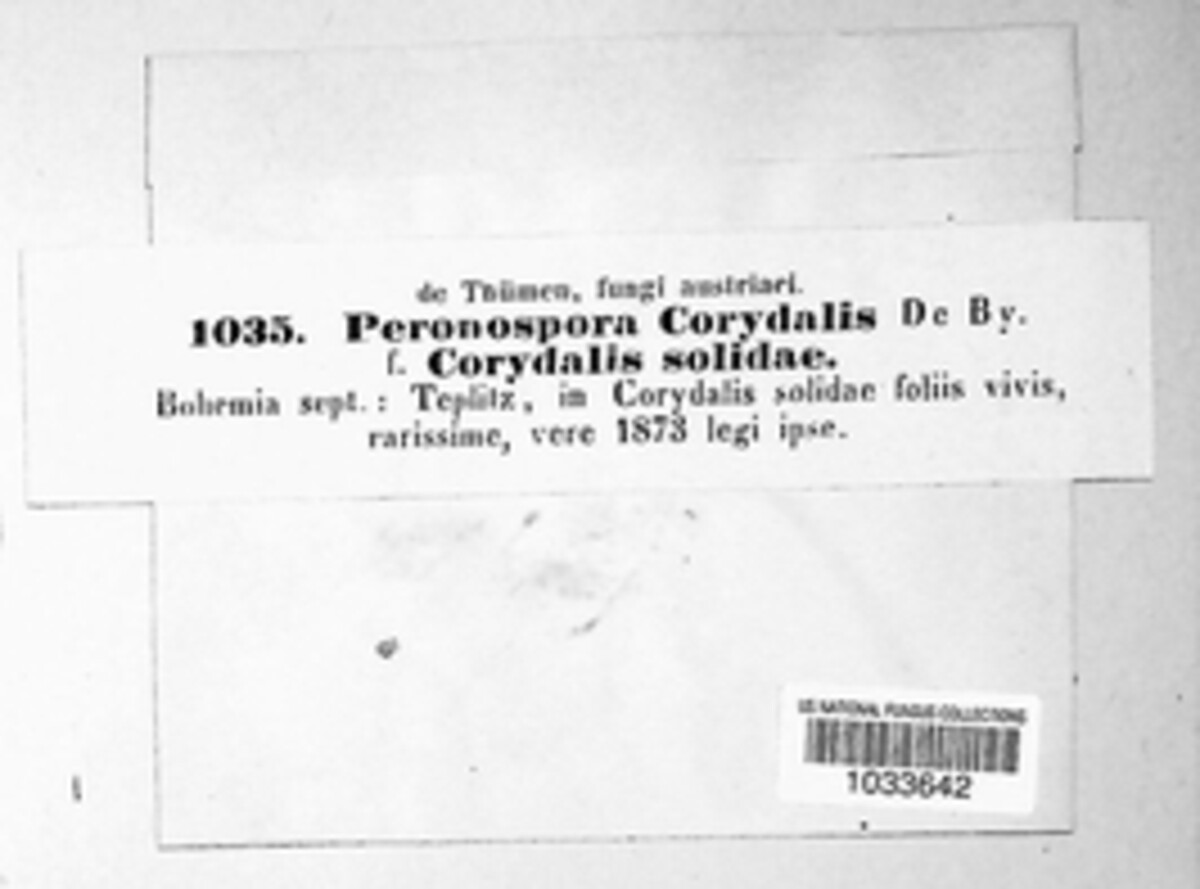 de Thümen, fungi austriaci.
1035. Peronospora Corydalis De By.
f. Corydalis solidae.
Bohemia sept.: Teplitz, in Corydalis solidae foliis vivis,
rarissime, vere 1873 legi ipse.
US NATIONAL FUNGUS COLLECTIONS
1033642